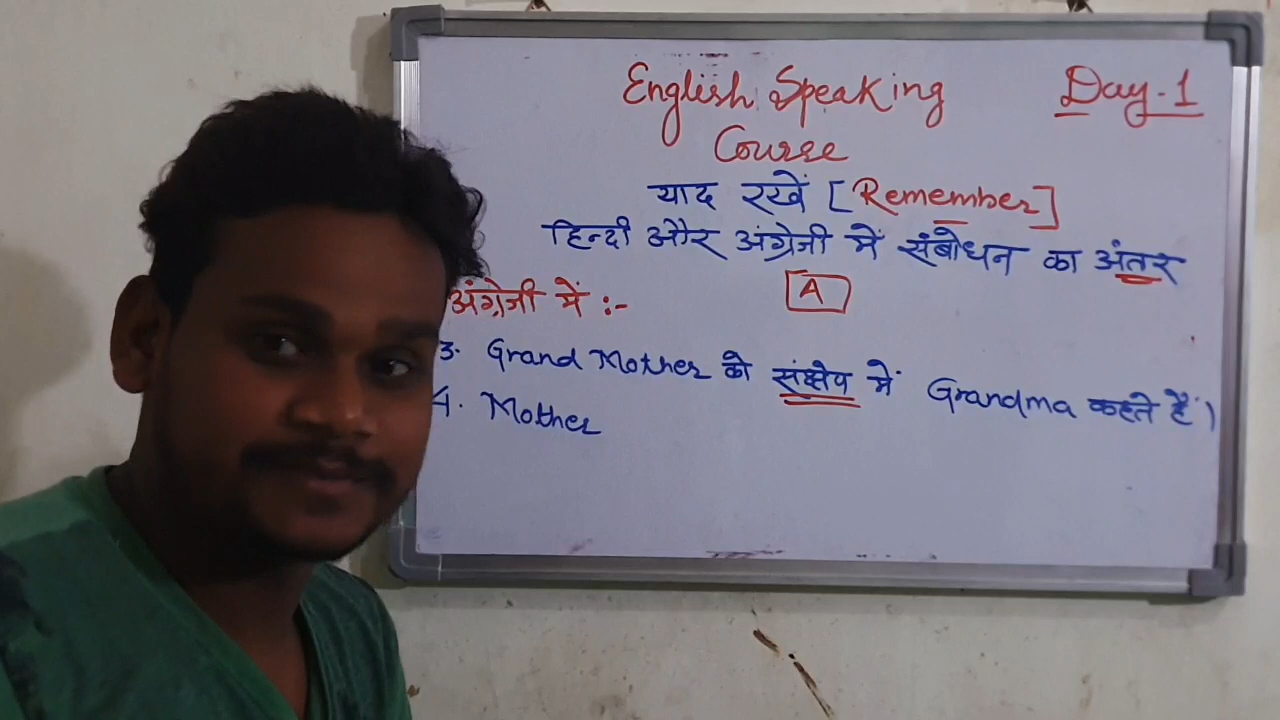 English Speaking Day-1
Course
याद रखें [Remember]
हिन्दी और अंग्रेजी में संबोधन का अंतर
A
अंग्रेजी में :-
3. Grand Mother को संक्षेप में Grandma कहते हैं।
4. Mother